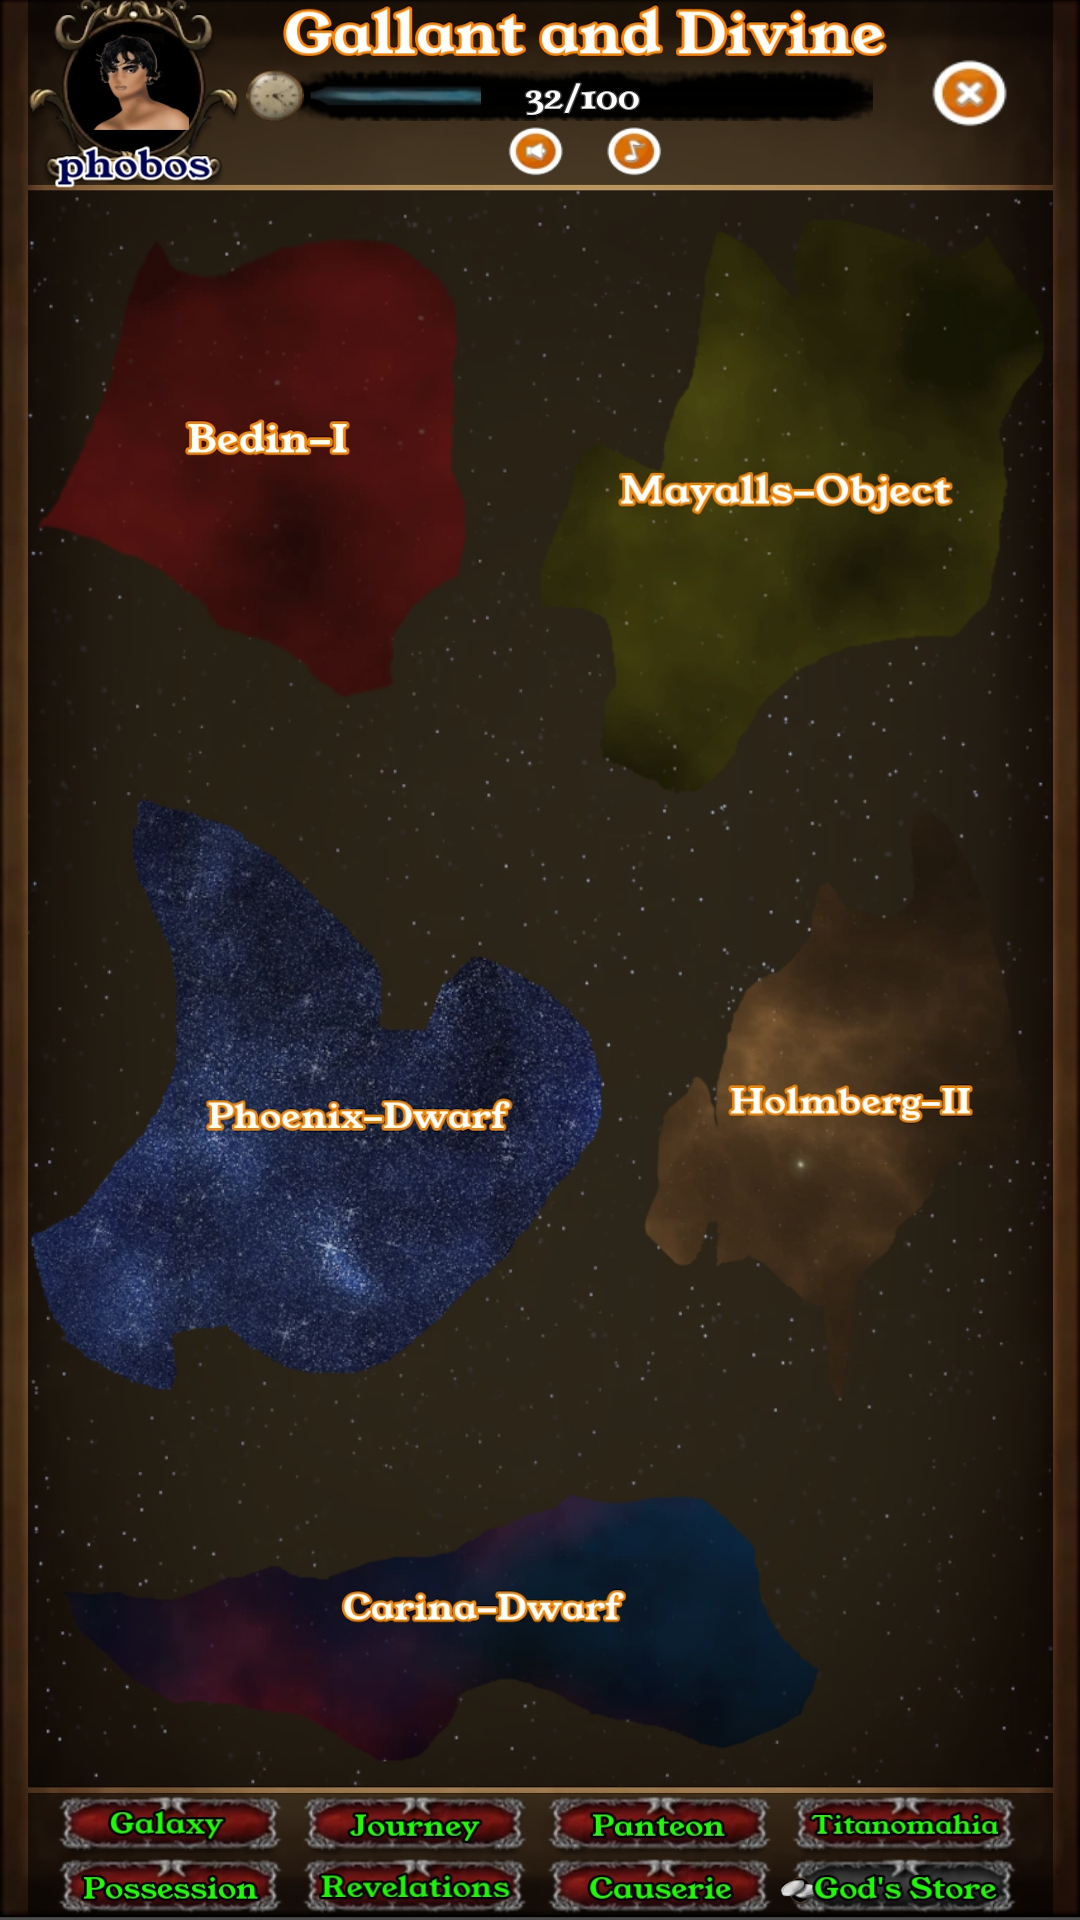 Gallant and Divine
32/100
phobos
Bedin-I
Mayalls-Object
Phoenix-Dwarf
Holmberg-II
Carina-Dwarf
Galaxy Journey Panteon Titanomahia
Possession Revelations Causerie God's Store